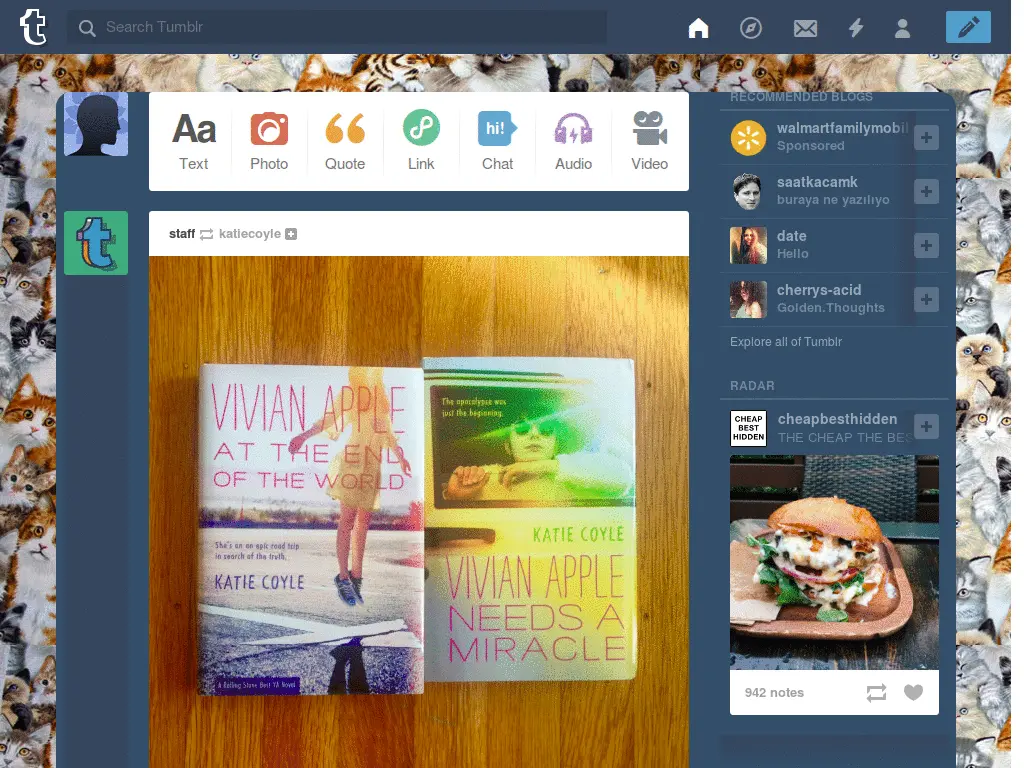 t
Search Tumblr
Aa
hi!
Text
Photo
Quote
Link
Chat
Audio
Video
t
staff
katiecoyle
VIVIAN APPLE
AT THE END
OF THE WORLD
She's on an epic road trip
in search of the truth.
KATIE COYLE
A Rolling Stone Best YA Novel
The apocalypse was
just the beginning.
KATIE COYLE
VIVIAN APPLE
NEEDS A
MIRACLE
RECOMMENDED BLOGS
walmartfamilymobil
Sponsored
saatkacamk
buraya ne yazılıyo
date
Hello
cherrys-acid
Golden.Thoughts
Explore all of Tumblr
RADAR
CHEAP
BEST
HIDDEN
cheapbesthidden
THE CHEAP THE BES
942 notes